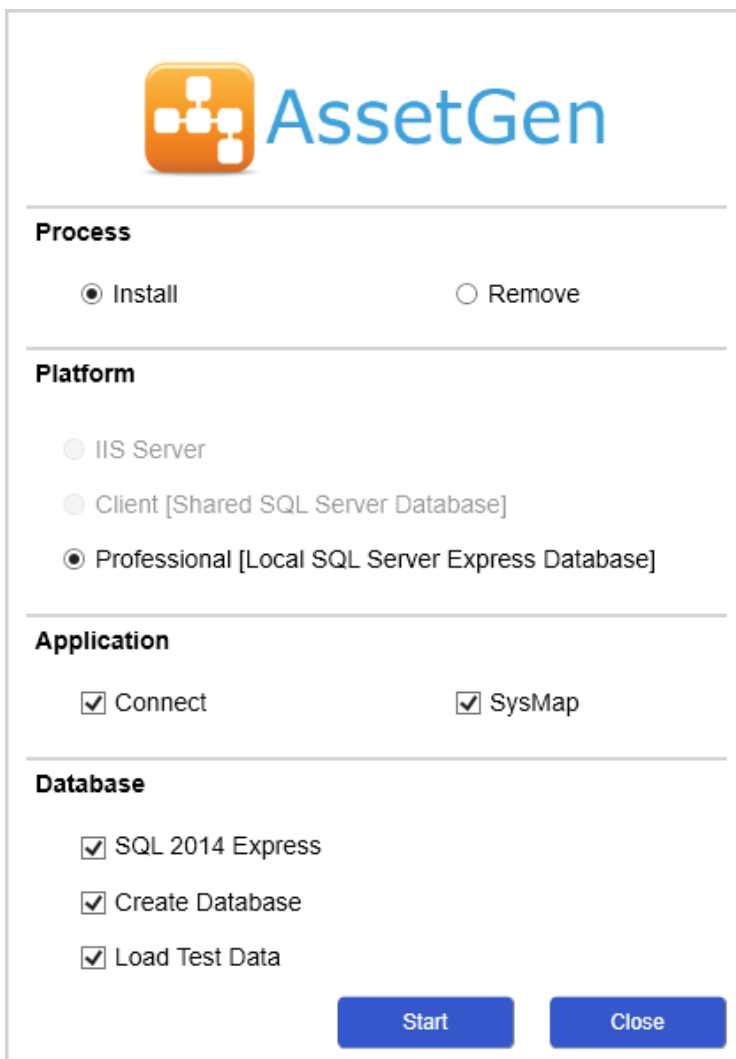 AssetGen
Process
Install Remove
Platform
IIS Server
Client [Shared SQL Server Database]
Professional [Local SQL Server Express Database]
Application
Connect SysMap
Database
SQL 2014 Express
Create Database
Load Test Data
Start Close